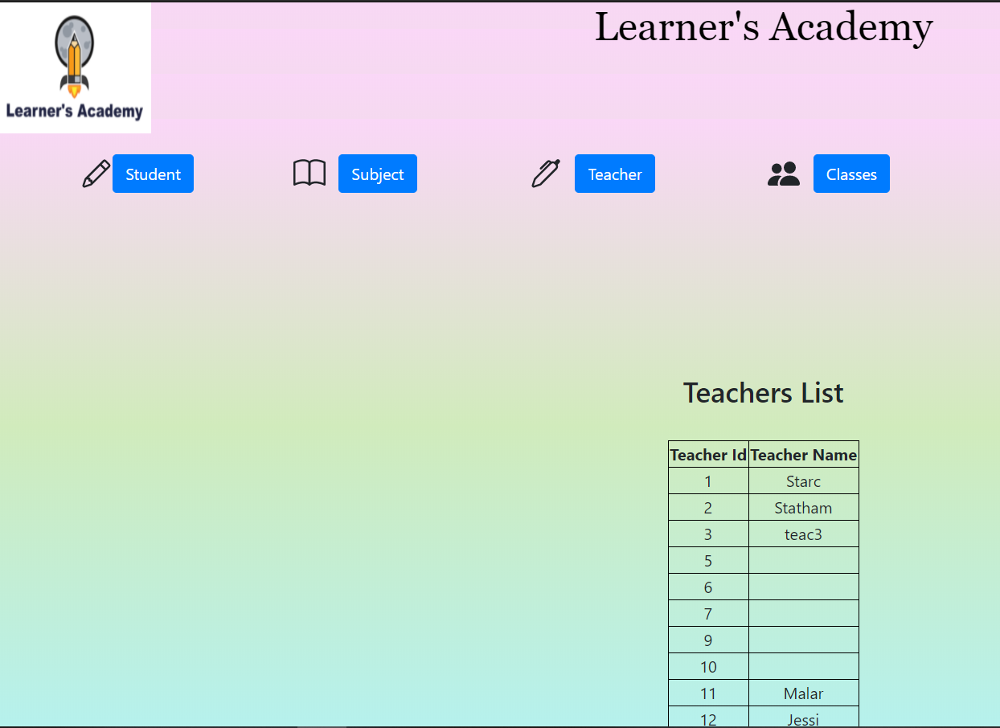 Learner's Academy
Learner's Academy
Student
Subject
Teacher
Classes
Teachers List
Teacher Id Teacher Name
1 Starc
2 Statham
3 teac3
5
6
7
9
10
11 Malar
12 Jessi